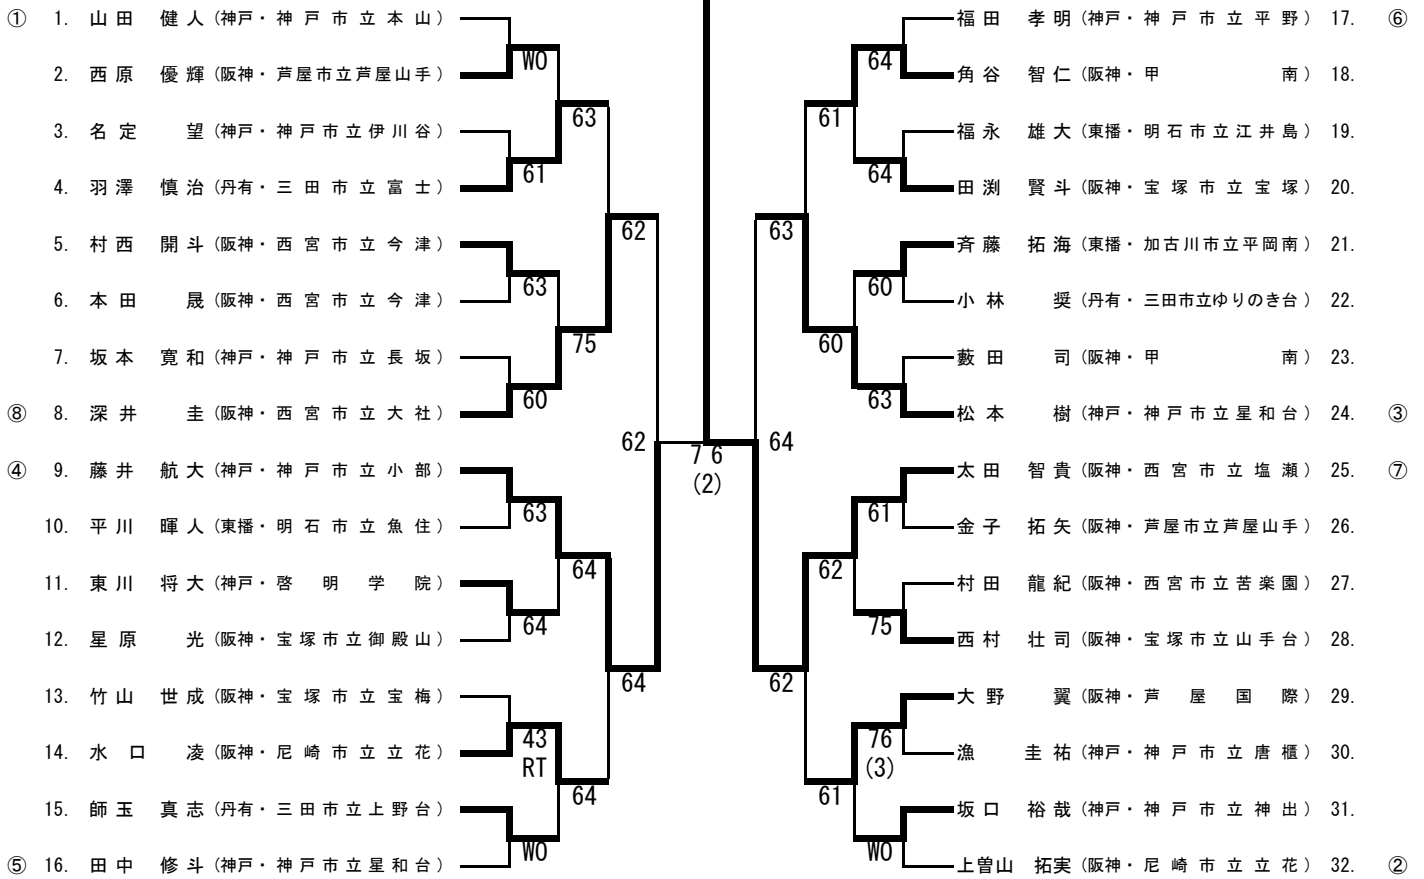 ① 1. 山田 健人 (神戸・神戸市立本山)
2. 西原 優輝 (阪神・芦屋市立芦屋山手)
WO
63
3. 名定 望 (神戸・神戸市立伊川谷)
61
4. 羽澤 慎治 (丹有・三田市立富士)
62
5. 村西 開斗 (阪神・西宮市立今津)
63
6. 本田 晟 (阪神・西宮市立今津)
75
7. 坂本 寛和 (神戸・神戸市立長坂)
60
⑧ 8. 深井 圭 (阪神・西宮市立大社)
62
④ 9. 藤井 航大 (神戸・神戸市立小部)
63
10. 平川 暉人 (東播・明石市立魚住)
64
11. 東川 将大 (神戸・啓明学院)
64
12. 星原 光 (阪神・宝塚市立御殿山)
64
13. 竹山 世成 (阪神・宝塚市立宝梅)
43
RT
14. 水口 凌 (阪神・尼崎市立立花)
64
15. 師玉 真志 (丹有・三田市立上野台)
WO
⑤ 16. 田中 修斗 (神戸・神戸市立星和台)
76
(2)
福田 孝明 (神戸・神戸市立平野) 17. ⑥
64
角谷 智仁 (阪神・甲南) 18.
61
福永 雄大 (東播・明石市立江井島) 19.
64
田渕 賢斗 (阪神・宝塚市立宝塚) 20.
63
斉藤 拓海 (東播・加古川市立平岡南) 21.
60
小林 奨 (丹有・三田市立ゆりのき台) 22.
60
藪田 司 (阪神・甲南) 23.
63
松本 樹 (神戸・神戸市立星和台) 24. ③
64
太田 智貴 (阪神・西宮市立塩瀬) 25. ⑦
61
金子 拓矢 (阪神・芦屋市立芦屋山手) 26.
62
村田 龍紀 (阪神・西宮市立苦楽園) 27.
75
西村 壮司 (阪神・宝塚市立山手台) 28.
62
大野 翼 (阪神・芦屋国際) 29.
76
(3)
漁 圭祐 (神戸・神戸市立唐櫃) 30.
61
坂口 裕哉 (神戸・神戸市立神出) 31.
WO
上曽山 拓実 (阪神・尼崎市立立花) 32. ②